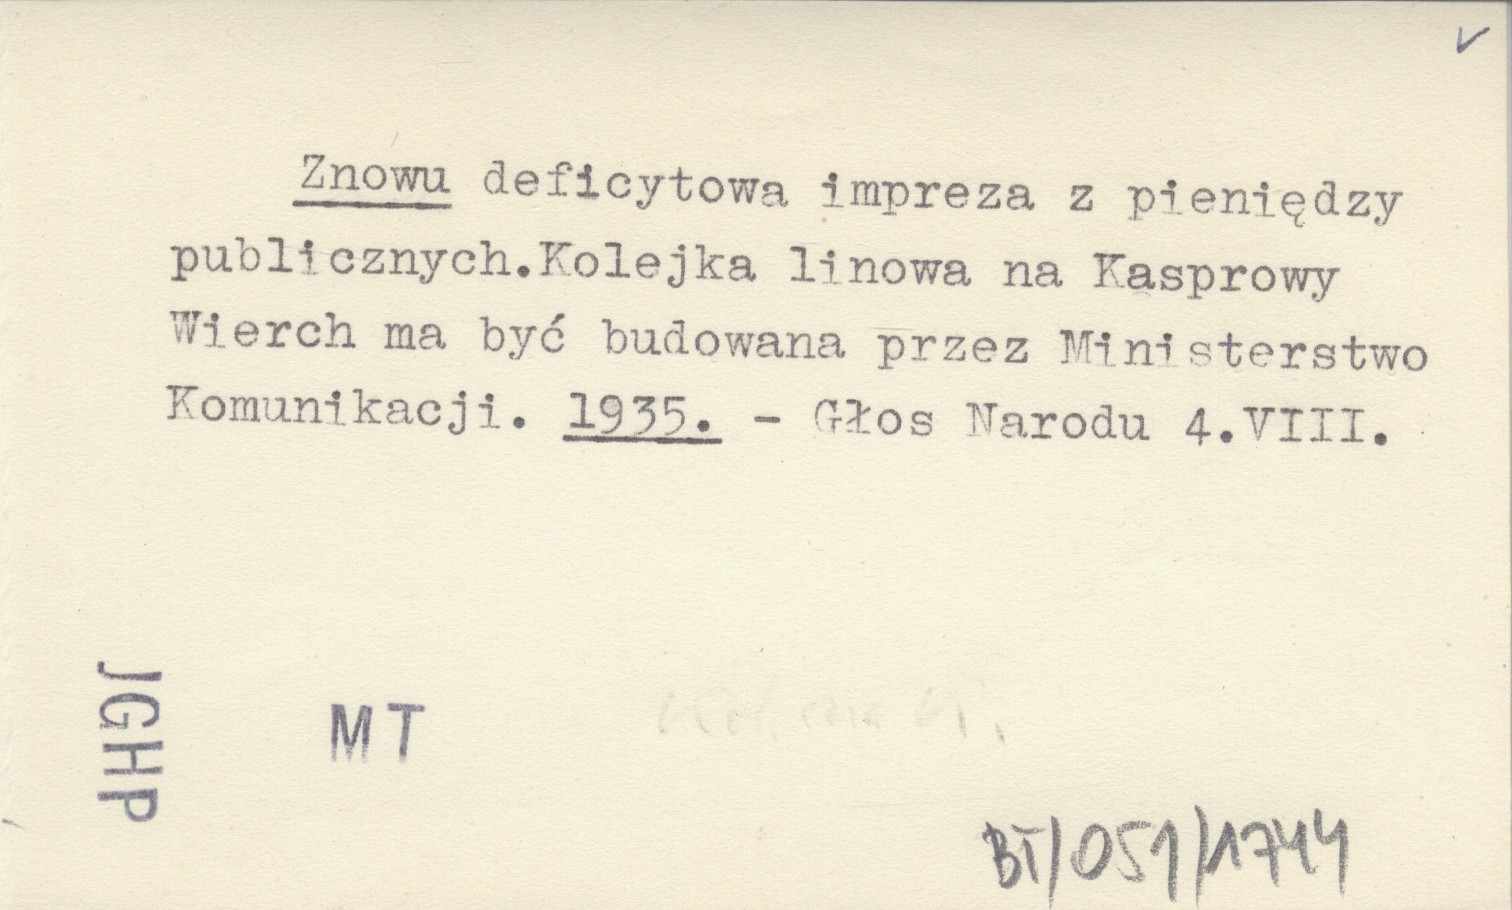 Znowu deficytowa impreza z pieniędzy
publicznych.Kolejka linowa na Kasprowy
Wierch ma być budowana przez Ministerstwo
Komunikacji. 1935. - Głos Narodu 4.VIII.
JGHP
MT
BT/051/1744